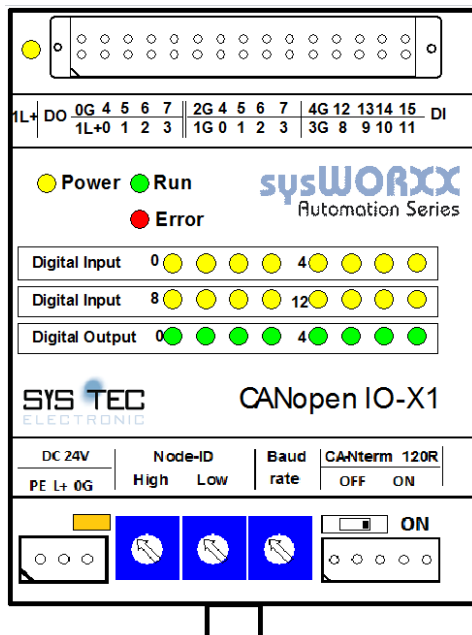 0G 4 5 6 7 2G 4 5 6 7 4G 12 13 14 15
1L+ DO 1L+0 1 2 3 1G 0 1 2 3 3G 8 9 10 11 DI
Power Run
sysWORXX
Automation Series
Error
Digital Input 0 4
Digital Input 8 12
Digital Output 0 4
SYS TEC
ELECTRONIC
CANopen IO-X1
DC 24V Node-ID Baud CANterm 120R
PE L+ 0G High Low rate OFF ON
ON